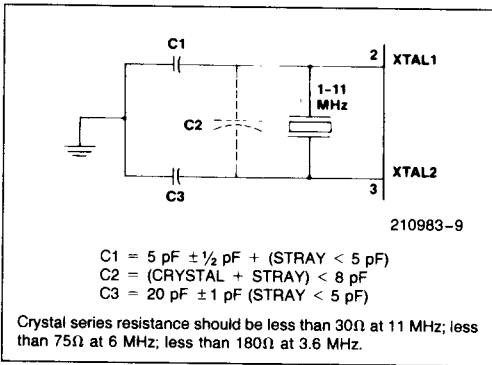 C1
2
XTAL1
1–11
MHz
C2
XTAL2
3
C3
210983–9
C1 = 5 pF ±½ pF + (STRAY < 5 pF)
C2 = (CRYSTAL + STRAY) < 8 pF
C3 = 20 pF ±1 pF (STRAY < 5 pF)
Crystal series resistance should be less than 30Ω at 11 MHz; less
than 75Ω at 6 MHz; less than 180Ω at 3.6 MHz.